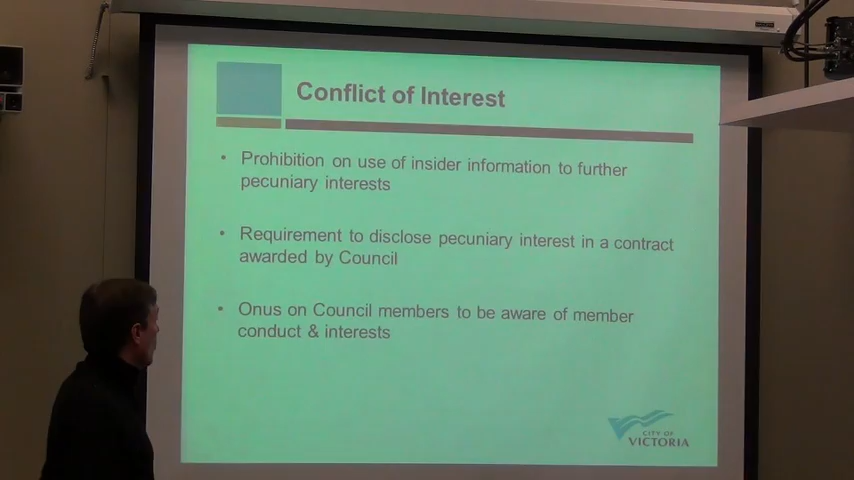 Conflict of Interest
• Prohibition on use of insider information to further
pecuniary interests
• Requirement to disclose pecuniary interest in a contract
awarded by Council
• Onus on Council members to be aware of member
conduct & interests
CITY OF
VICTORIA